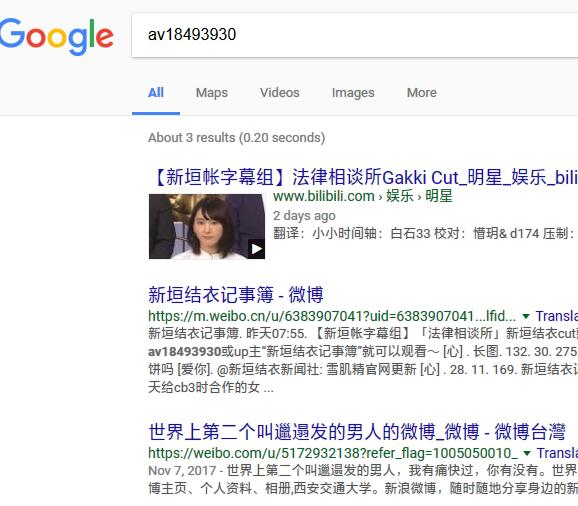 Google
av18493930
All Maps Videos Images More
About 3 results (0.20 seconds)
【新垣帐字幕组】法律相谈所Gakki Cut_明星_娱乐_bili
www.bilibili.com › 娱乐 › 明星
2 days ago
翻译：小小时间轴：白石33 校对：懵玥& d174 压制：
新垣结衣记事簿 - 微博
https://m.weibo.cn/u/6383907041?uid=6383907041...lfid... Transla
新垣结衣记事簿. 昨天07:55. 【新垣帐字幕组】「法律相谈所」新垣结衣cut
av18493930或up主“新垣结衣记事簿”就可以观看～ [心] . 长图. 132. 30. 275
饼吗 [爱你]. @新垣结衣新闻社: 雪肌精官网更新 [心] . 28. 11. 169. 新垣结衣记
天给cb3时合作的女 ...
世界上第二个叫邋遢发的男人的微博_微博 - 微博台灣
https://weibo.com/u/5172932138?refer_flag=1005050010_ Transla
Nov 7, 2017 - 世界上第二个叫邋遢发的男人，我有痛快过，你有没有。世界
博主页、个人资料、相册,西安交通大学。新浪微博，随时随地分享身边的新